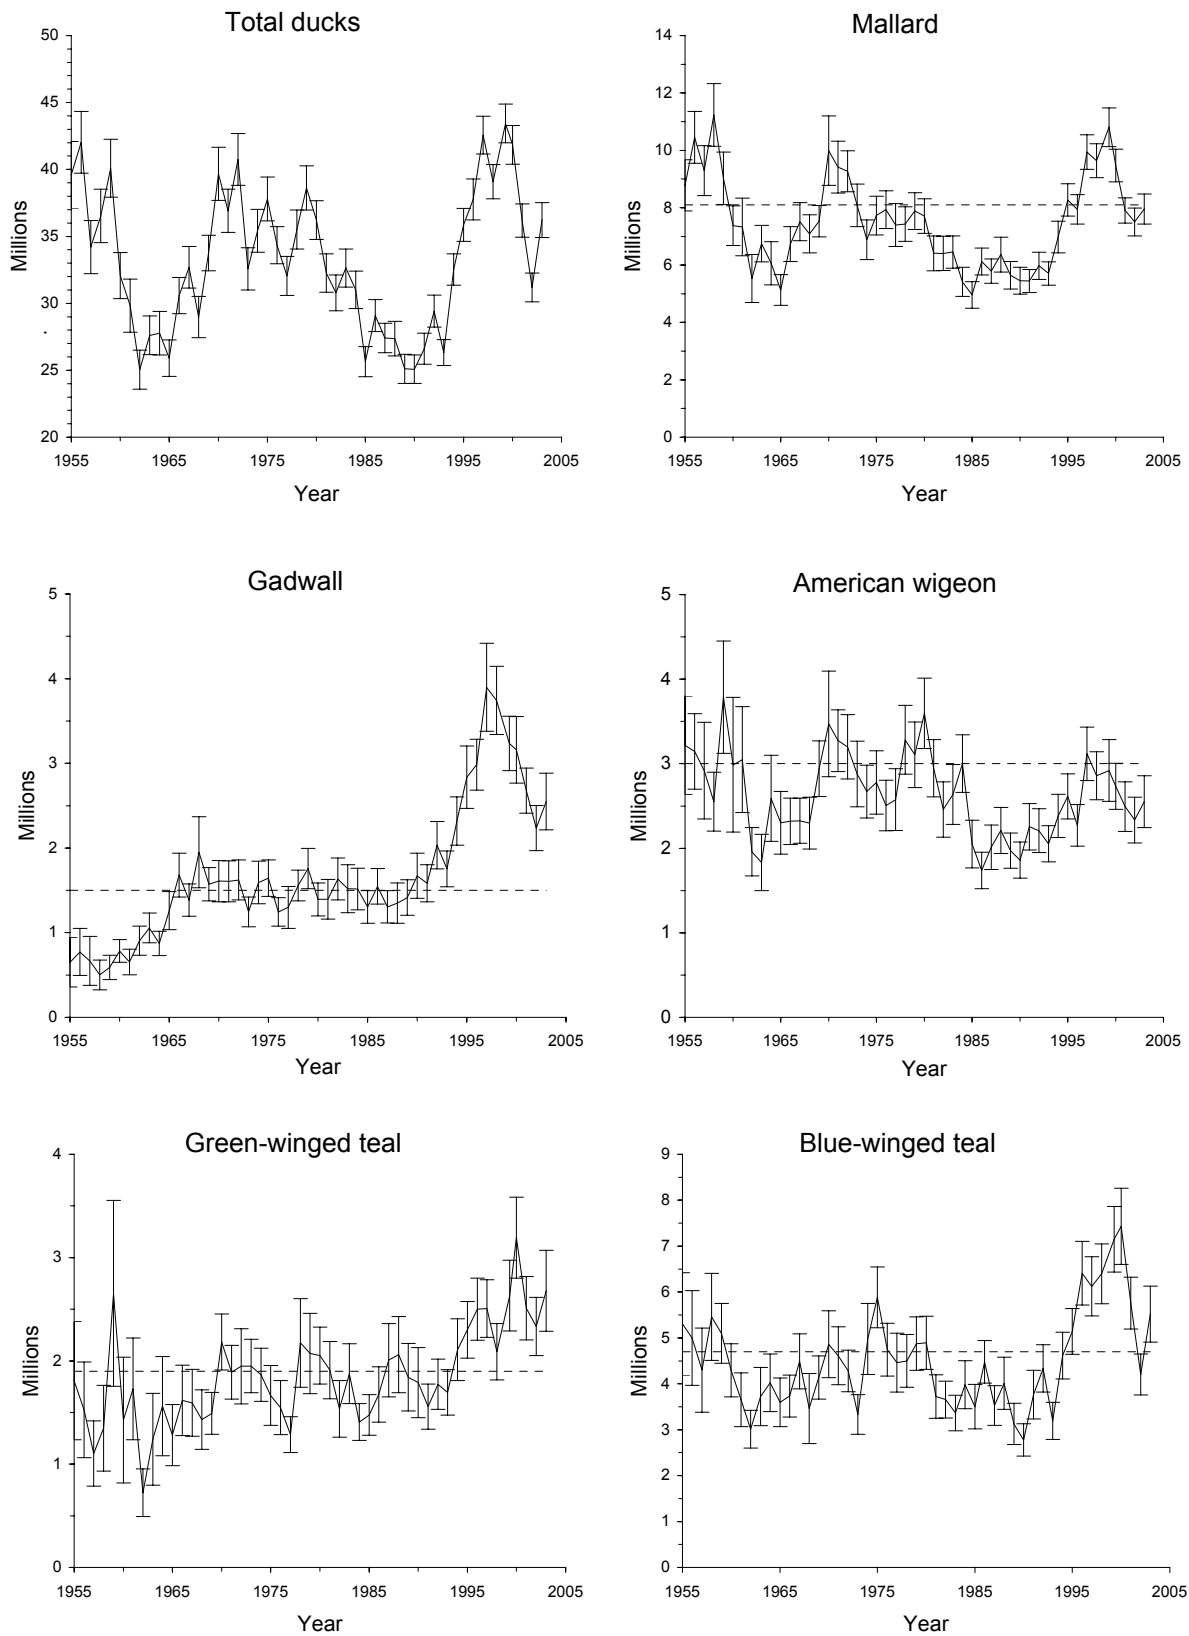 Total ducks
50
45
40
35
30
25
20
Millions
1955 1965 1975 1985 1995 2005
Year
Mallard
14
12
10
8
6
4
2
0
Millions
1955 1965 1975 1985 1995 2005
Year
Gadwall
5
4
3
2
1
0
Millions
1955 1965 1975 1985 1995 2005
Year
American wigeon
5
4
3
2
1
0
Millions
1955 1965 1975 1985 1995 2005
Year
Green-winged teal
4
3
2
1
0
Millions
1955 1965 1975 1985 1995 2005
Year
Blue-winged teal
9
8
7
6
5
4
3
2
1
0
Millions
1955 1965 1975 1985 1995 2005
Year